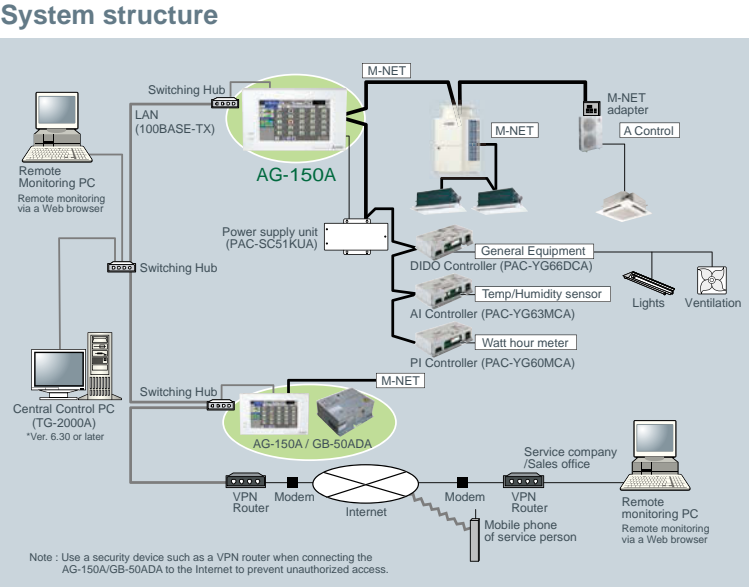 System structure
M-NET
Switching Hub
LAN
(100BASE-TX)
M-NET
M-NET
adapter
A Control
Remote
Monitoring PC
Remote monitoring
via a Web browser
AG-150A
Power supply unit
(PAC-SC51KUA)
General Equipment
DIDO Controller (PAC-YG66DCA)
Switching Hub
Temp/Humidity sensor
AI Controller (PAC-YG63MCA)
Lights
Ventilation
Watt hour meter
PI Controller (PAC-YG60MCA)
M-NET
Switching Hub
Central Control PC
(TG-2000A)
*Ver. 6.30 or later
AG-150A / GB-50ADA
Service company
/Sales office
VPN
Router
Modem
Internet
Modem
VPN
Router
Remote
monitoring PC
Remote monitoring
via a Web browser
Mobile phone
of service person
Note : Use a security device such as a VPN router when connecting the
AG-150A/GB-50ADA to the Internet to prevent unauthorized access.